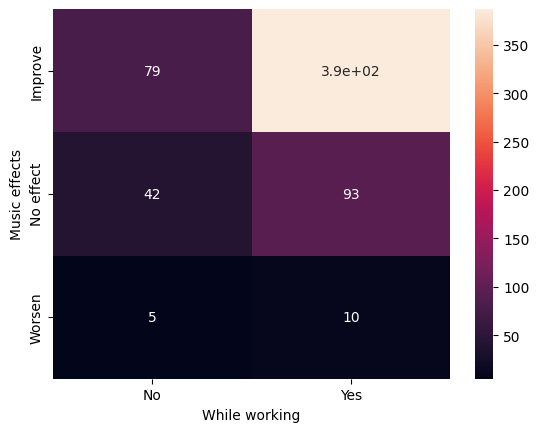 Music effects
Improve
No effect
Worsen
79
3.9e+02
42
93
5
10
No
Yes
While working
350
300
250
200
150
100
50